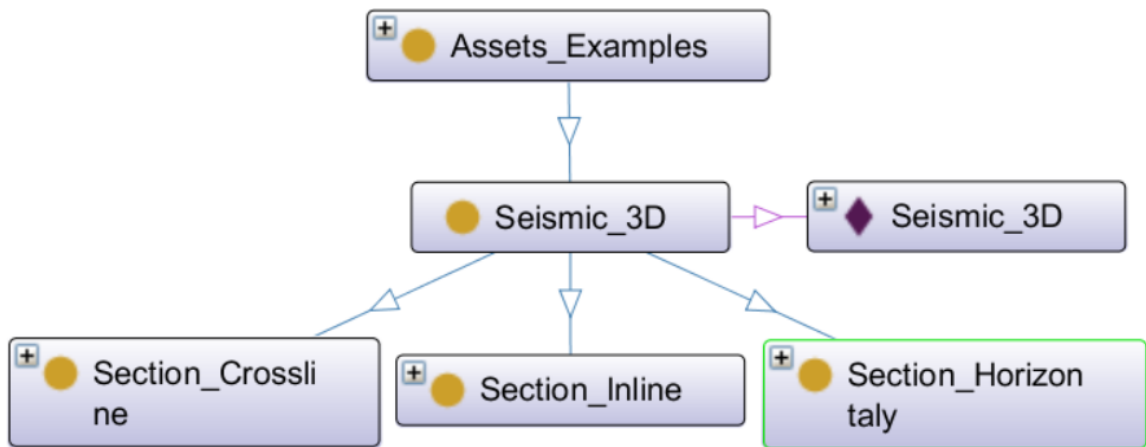 Assets_Examples
Seismic_3D
Seismic_3D
Section_Crossli
ne
Section_Inline
Section_Horizon
taly